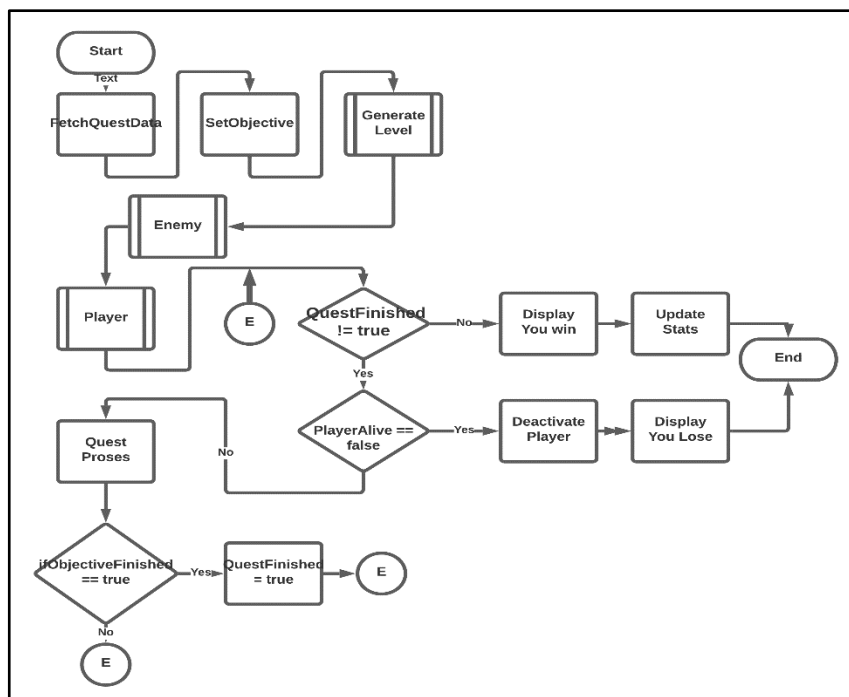 Start
Text
FetchQuestData
SetObjective
Generate
Level
Enemy
Player
E
QuestFinished
!= true
No
Display
You win
Update
Stats
End
Yes
PlayerAlive ==
false
Yes
Deactivate
Player
Display
You Lose
No
Quest
Proses
ifObjectiveFinished
== true
Yes
QuestFinished
= true
E
No
E